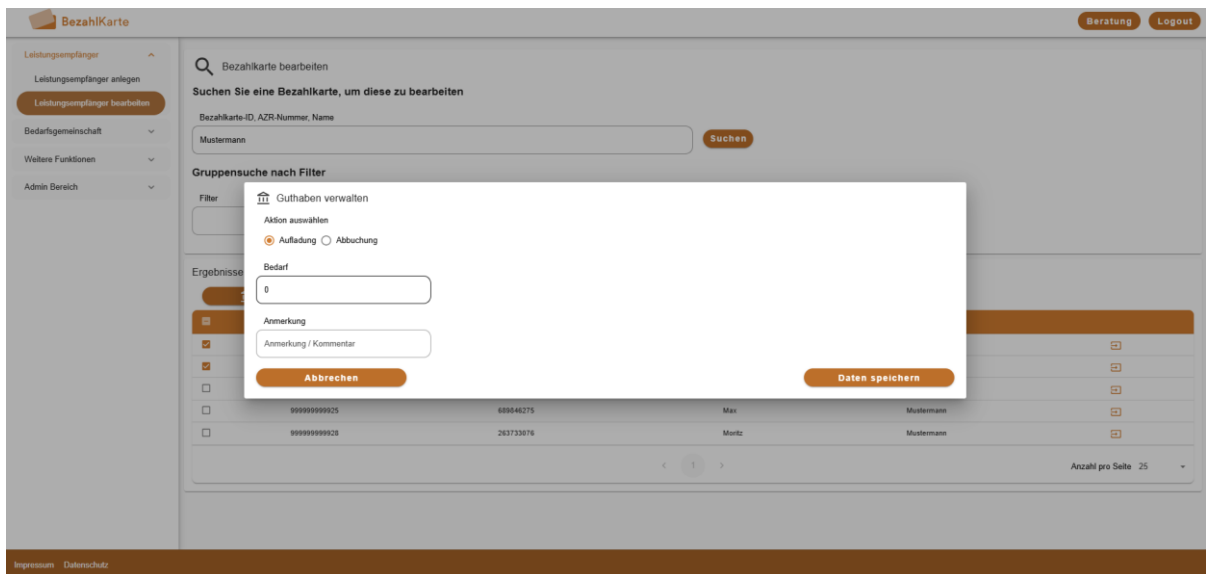 BezahlKarte
Beratung Logout
Leistungsempfänger
Leistungsempfänger anlegen
Leistungsempfänger bearbeiten
Bedarfsgemeinschaft
Weitere Funktionen
Admin Bereich
Bezahlkarte bearbeiten
Suchen Sie eine Bezahlkarte, um diese zu bearbeiten
Bezahlkarte-ID, AZR-Nummer, Name
Mustermann
Suchen
Gruppensuche nach Filter
Filter
Guthaben verwalten
Aktion auswählen
Aufladung Abbuchung
Bedarf
0
Anmerkung
Anmerkung / Kommentar
Abbrechen Daten speichern
Ergebnisse
999999999925 689846275 Max Mustermann
999999999928 263733076 Moritz Mustermann
< 1 >
Anzahl pro Seite 25
Impressum Datenschutz